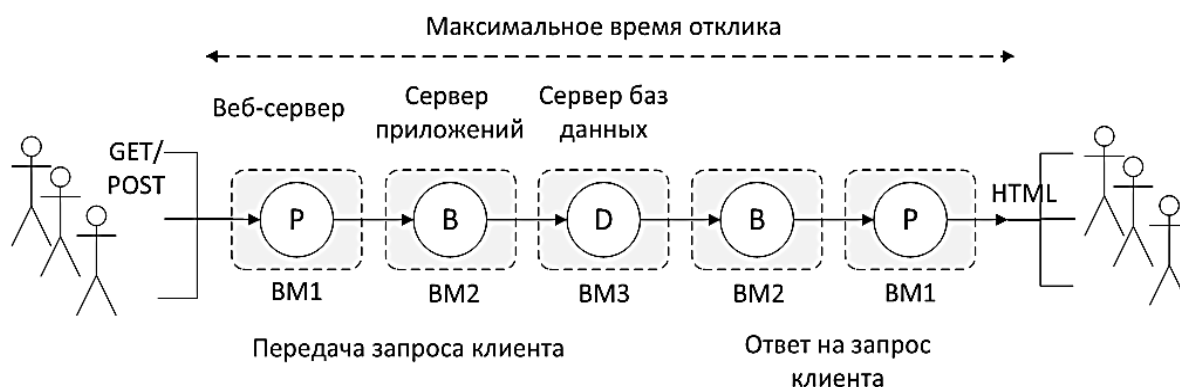 Максимальное время отклика
Веб-сервер
Сервер
приложений
Сервер баз
данных
GET/
POST
P
B
D
B
P
HTML
ВМ1
ВМ2
ВМ3
ВМ2
ВМ1
Передача запроса клиента
Ответ на запрос
клиента